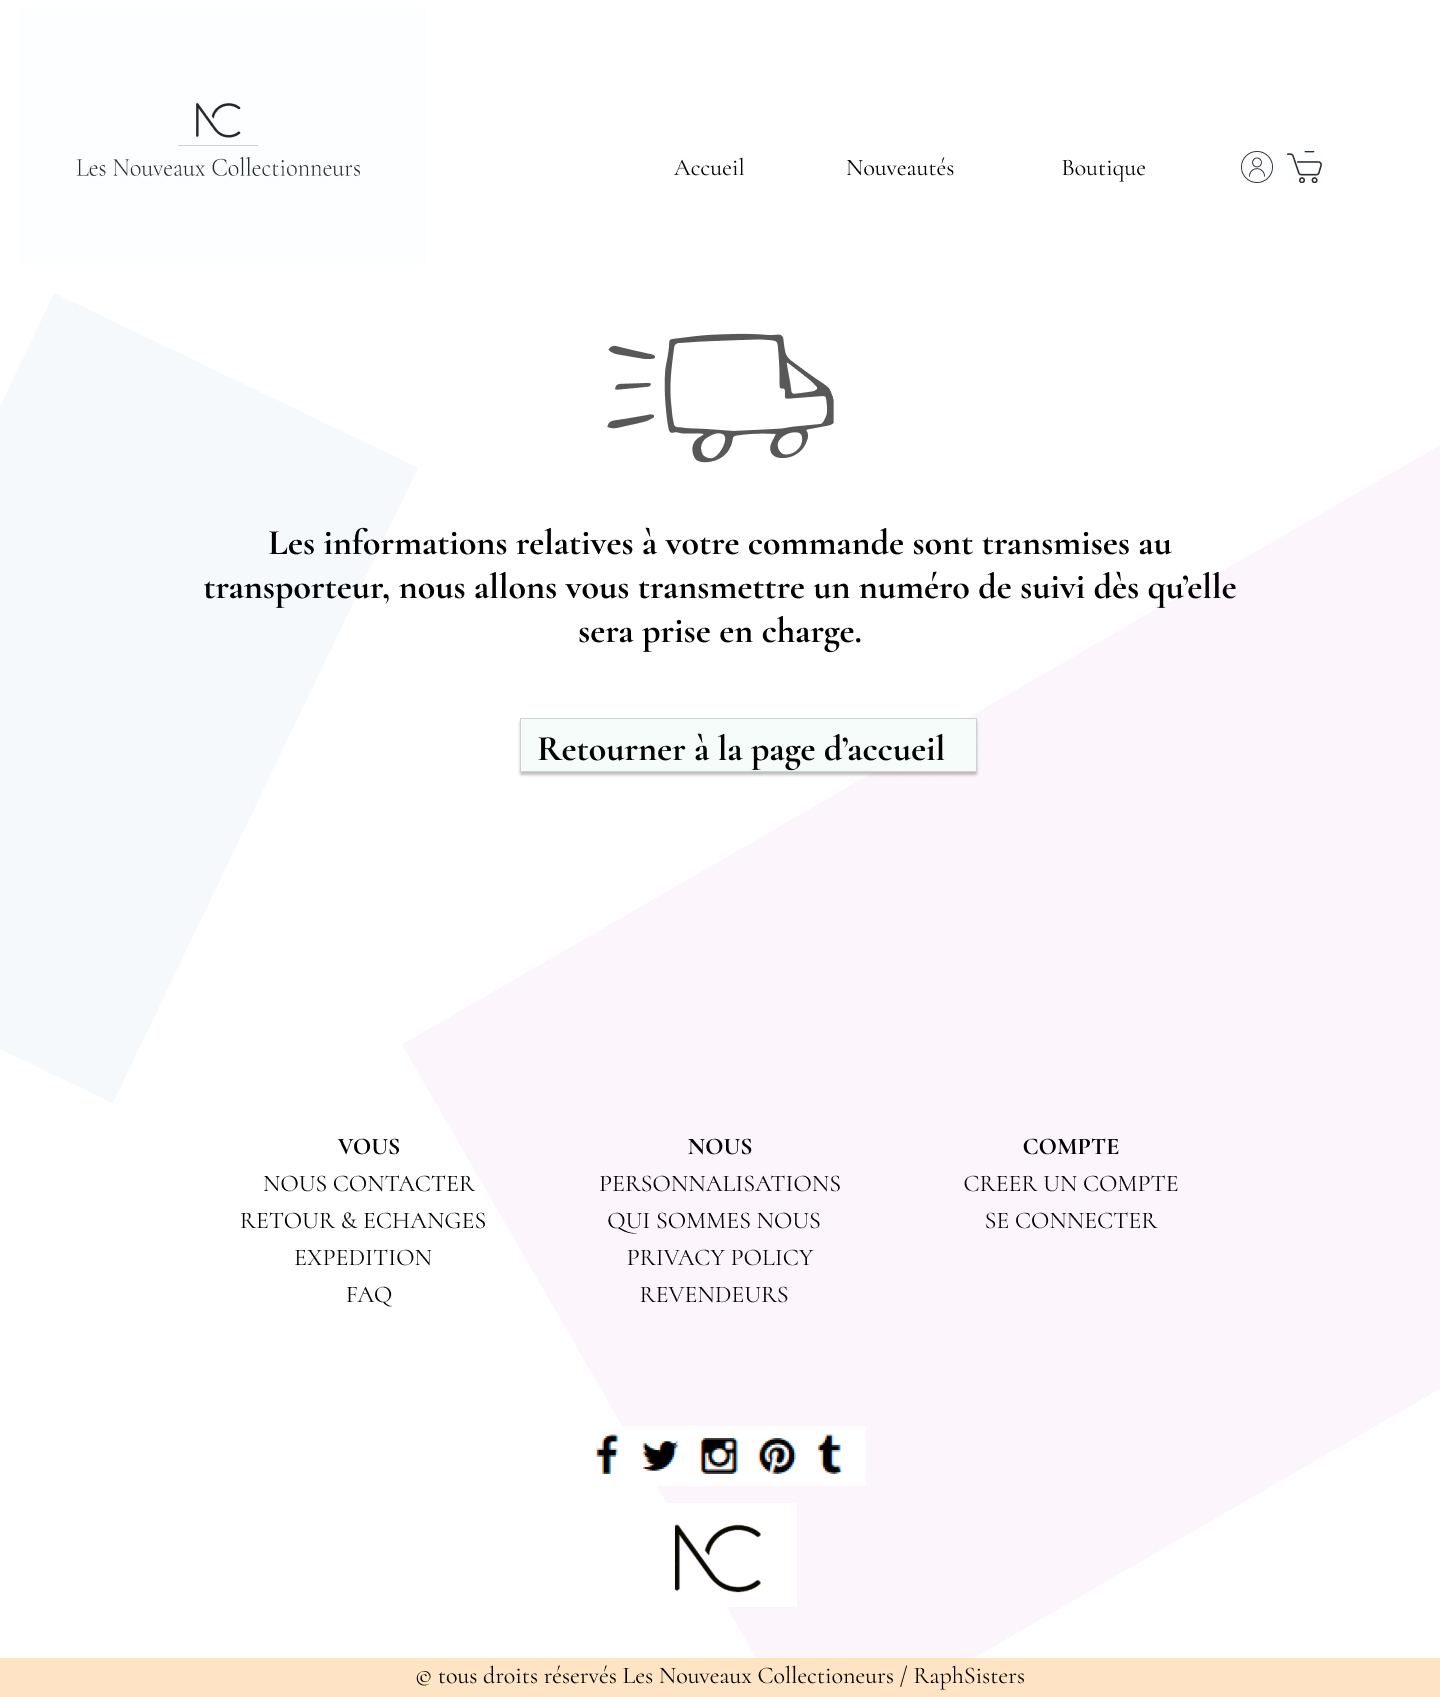 NC
Les Nouveaux Collectionneurs
Accueil Nouveautés Boutique
Les informations relatives à votre commande sont transmises au
transporteur, nous allons vous transmettre un numéro de suivi dès qu’elle
sera prise en charge.
Retourner à la page d’accueil
VOUS
NOUS CONTACTER
RETOUR & ECHANGES
EXPEDITION
FAQ
NOUS
PERSONNALISATIONS
QUI SOMMES NOUS
PRIVACY POLICY
REVENDEURS
COMPTE
CREER UN COMPTE
SE CONNECTER
NC
© tous droits réservés Les Nouveaux Collectioneurs / RaphSisters